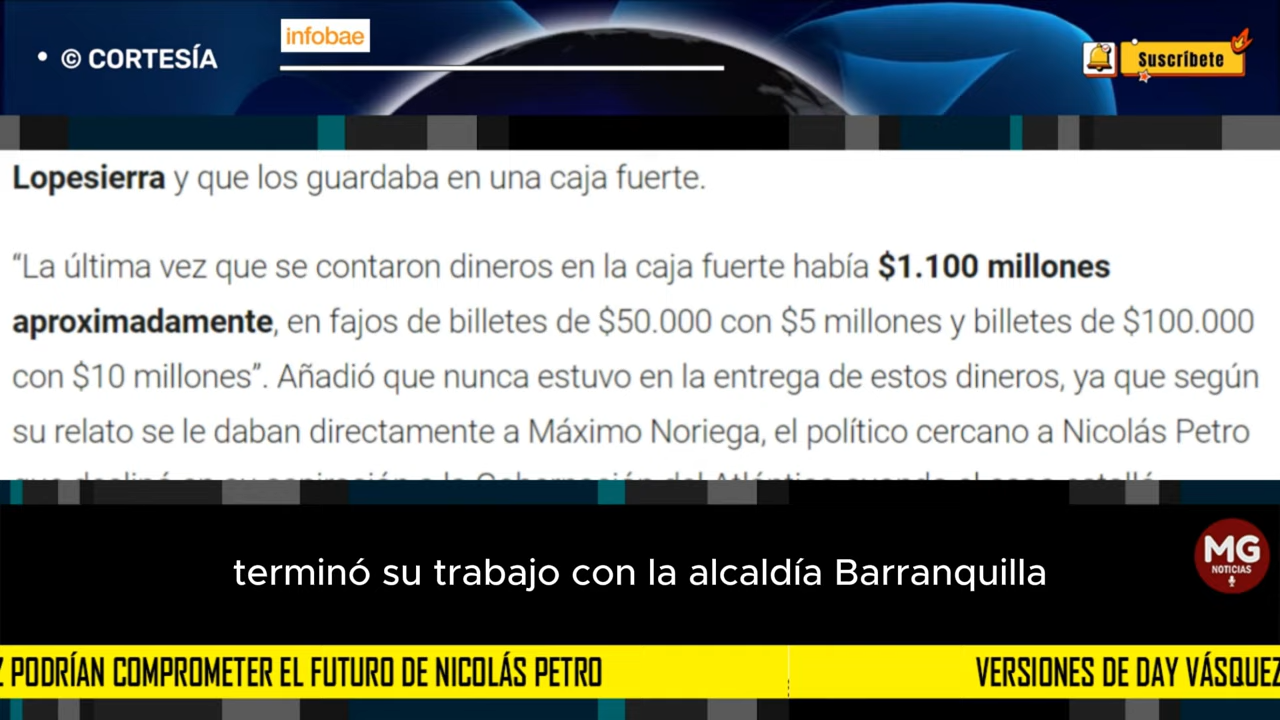 • © CORTESÍA
infobae
Suscríbete
Lopesierra y que los guardaba en una caja fuerte.
“La última vez que se contaron dineros en la caja fuerte había $1.100 millones
aproximadamente, en fajos de billetes de $50.000 con $5 millones y billetes de $100.000
con $10 millones”. Añadió que nunca estuvo en la entrega de estos dineros, ya que según
su relato se le daban directamente a Máximo Noriega, el político cercano a Nicolás Petro
terminó su trabajo con la alcaldía Barranquilla
MG
NOTICIAS
Z PODRÍAN COMPROMETER EL FUTURO DE NICOLÁS PETRO
VERSIONES DE DAY VÁSQUEZ